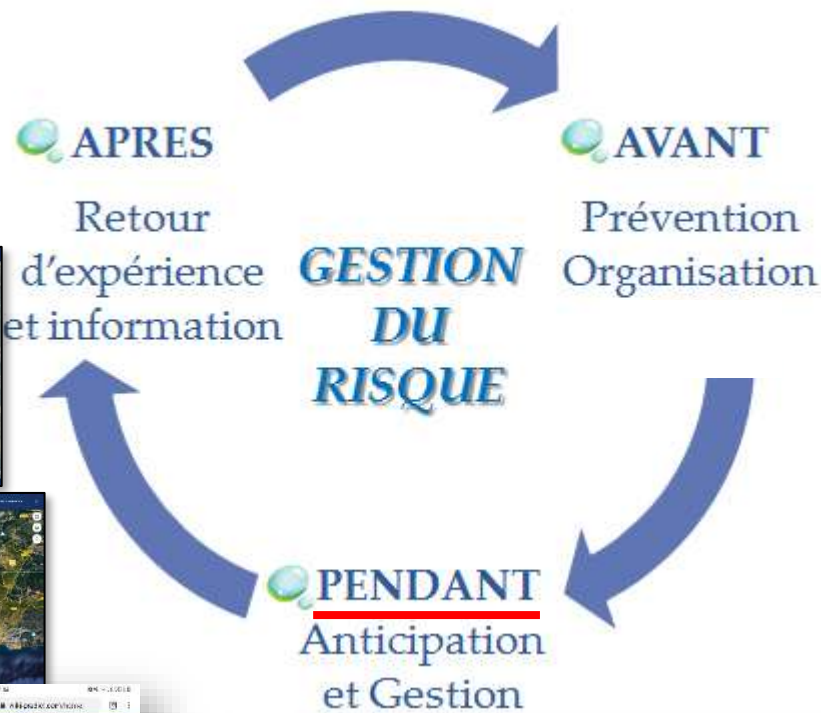 APRES
Retour
d'expérience
et information
GESTION
DU
RISQUE
AVANT
Prévention
Organisation
PENDANT
Anticipation
et Gestion